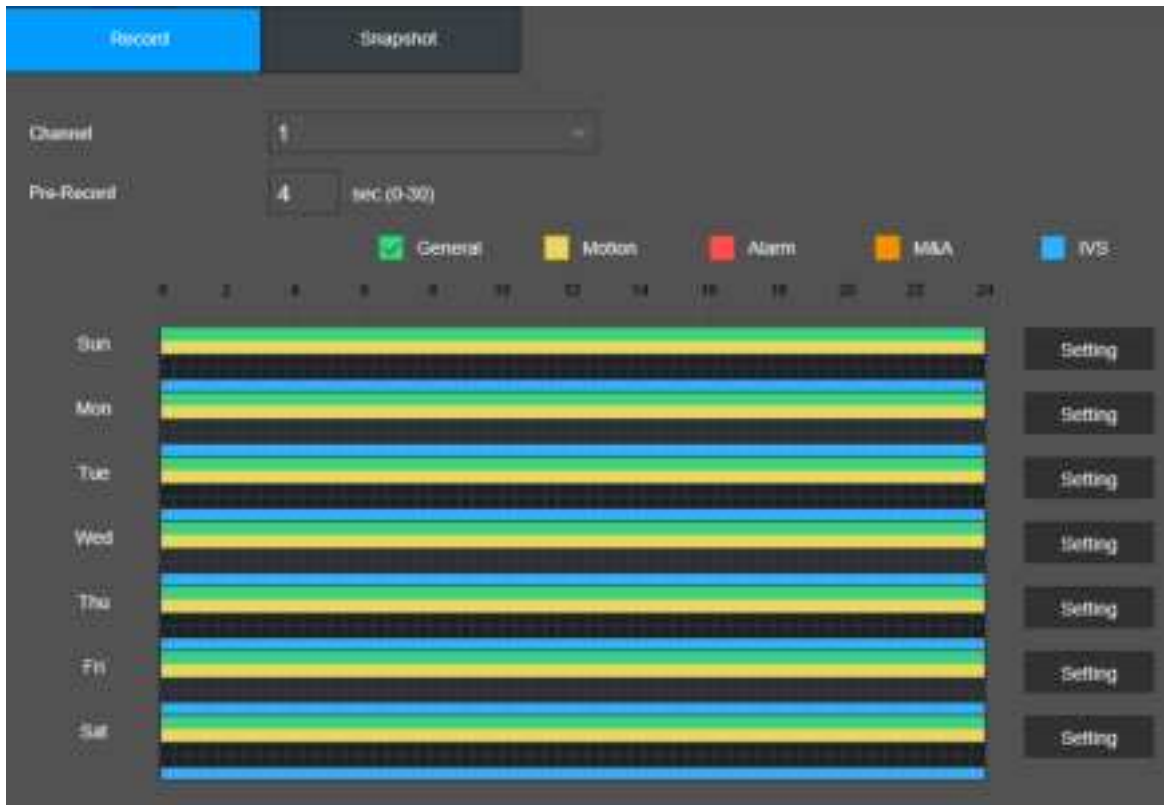 Record Snapshot
Channel 1
Pre-Record 4 sec (0-30)
General Motion Alarm M&A IVS
0 2 4 6 8 10 12 14 16 18 20 22 24
Sun Setting
Mon Setting
Tue Setting
Wed Setting
Thu Setting
Fri Setting
Sat Setting